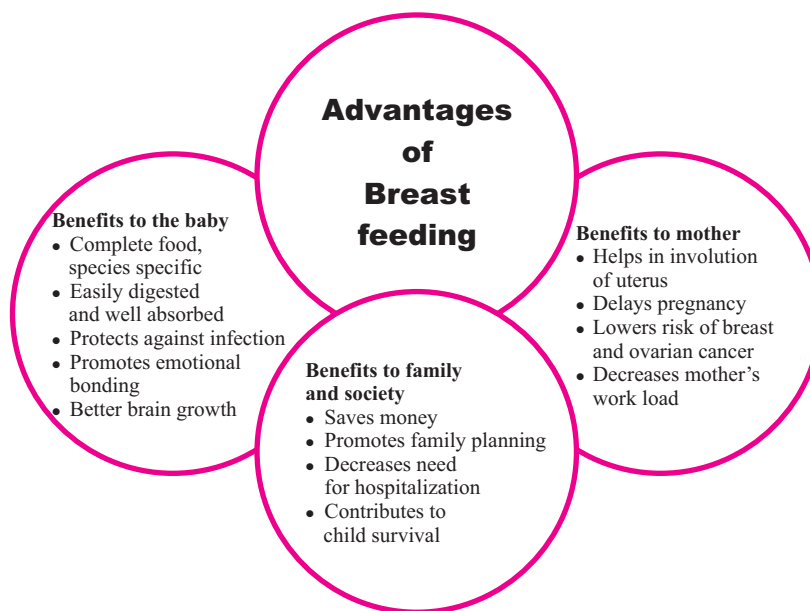 Advantages
of
Breast
feeding
Benefits to the baby
• Complete food,
species specific
• Easily digested
and well absorbed
• Protects against infection
• Promotes emotional
bonding
• Better brain growth
Benefits to family
and society
• Saves money
• Promotes family planning
• Decreases need
for hospitalization
• Contributes to
child survival
Benefits to mother
• Helps in involution
of uterus
• Delays pregnancy
• Lowers risk of breast
and ovarian cancer
• Decreases mother’s
work load